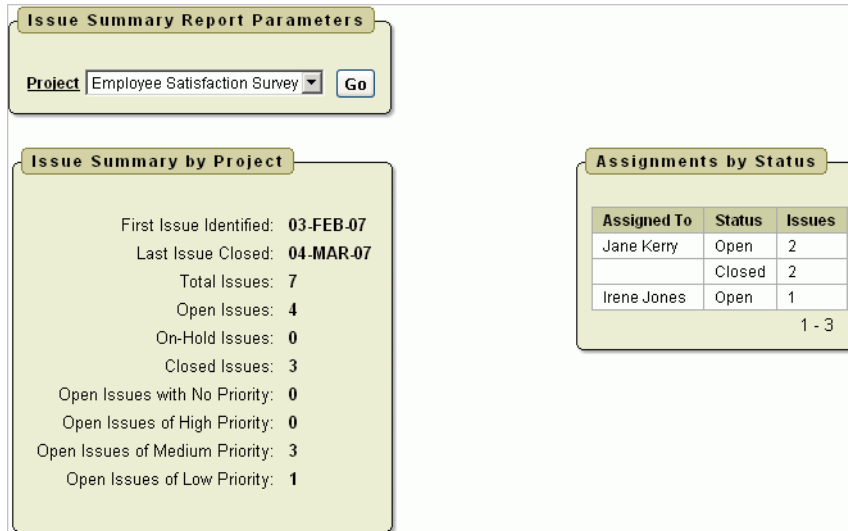 Issue Summary Report Parameters
Project Employee Satisfaction Survey Go
Issue Summary by Project
First Issue Identified: 03-FEB-07
Last Issue Closed: 04-MAR-07
Total Issues: 7
Open Issues: 4
On-Hold Issues: 0
Closed Issues: 3
Open Issues with No Priority: 0
Open Issues of High Priority: 0
Open Issues of Medium Priority: 3
Open Issues of Low Priority: 1
Assignments by Status
Assigned To Status Issues
Jane Kerry Open 2
Closed 2
Irene Jones Open 1
1 - 3